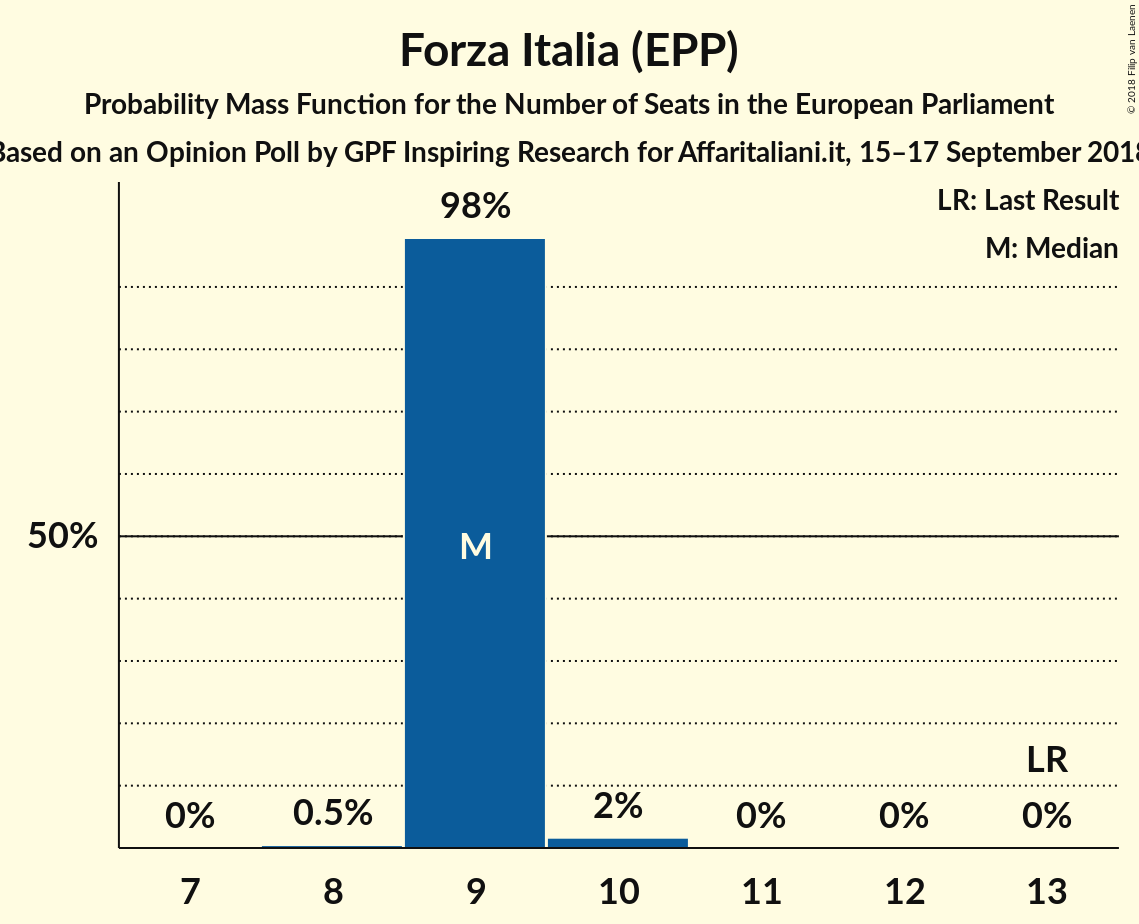 Forza Italia (EPP)
Probability Mass Function for the Number of Seats in the European Parliament
Based on an Opinion Poll by GPF Inspiring Research for Affaritaliani.it, 15–17 September 2018
© 2018 Filip van Laenen
LR: Last Result
M: Median
98%
50%
M
LR
0%
0.5%
2%
0%
0%
0%
7
8
9
10
11
12
13